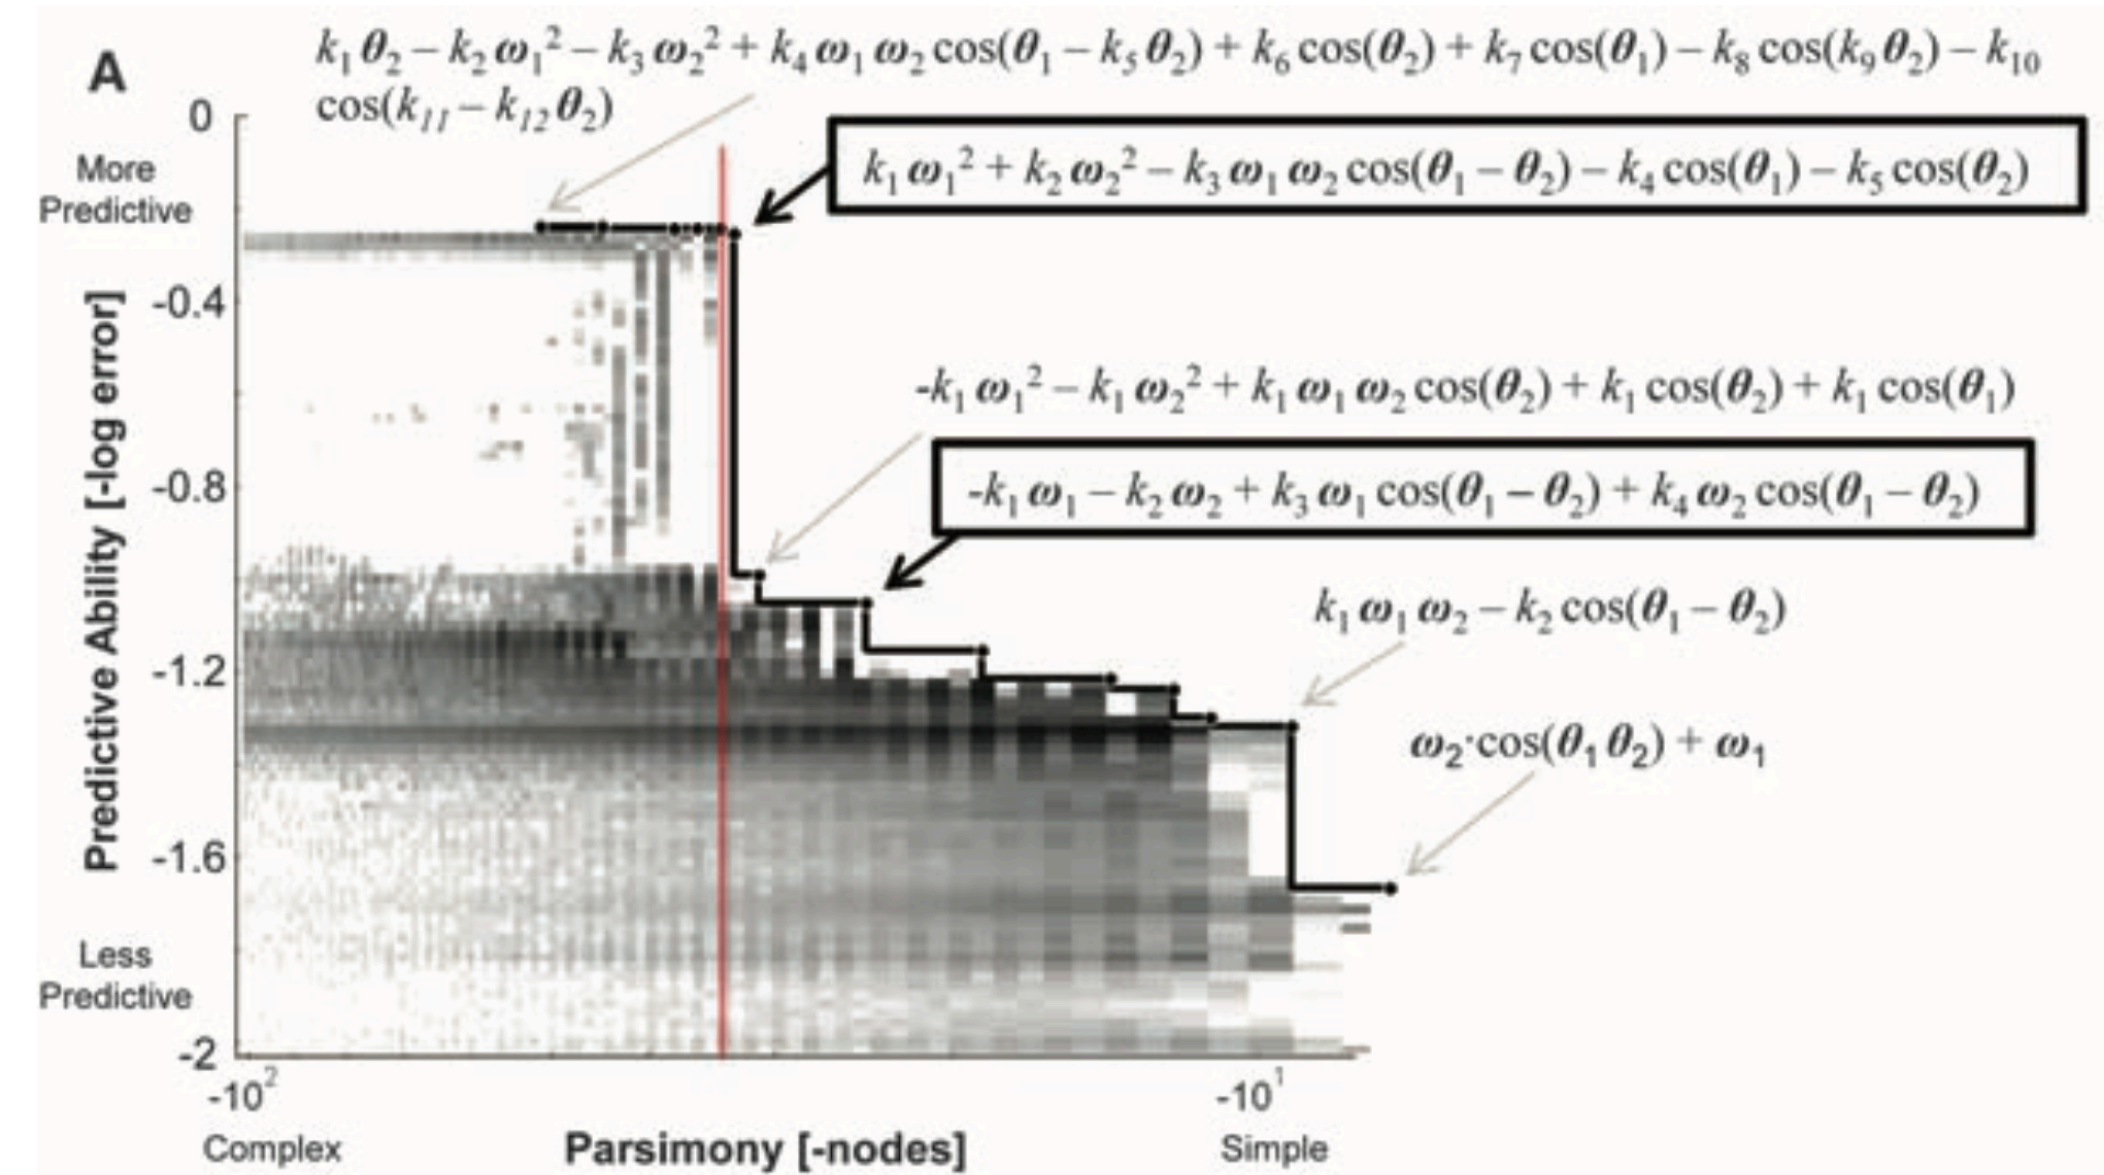 A
k₁ θ₂ – k₂ ω₁² – k₃ ω₂² + k₄ ω₁ ω₂ cos(θ₁ – k₅ θ₂) + k₆ cos(θ₂) + k₇ cos(θ₁) – k₈ cos(k₉ θ₂) – k₁₀
cos(k₁₁ – k₁₂ θ₂)
0
More
Predictive
k₁ ω₁² + k₂ ω₂² – k₃ ω₁ ω₂ cos(θ₁ – θ₂) – k₄ cos(θ₁) – k₅ cos(θ₂)
-0.4
-k₁ ω₁² – k₁ ω₂² + k₁ ω₁ ω₂ cos(θ₂) + k₁ cos(θ₂) + k₁ cos(θ₁)
-0.8
-k₁ ω₁ – k₂ ω₂ + k₃ ω₁ cos(θ₁ – θ₂) + k₄ ω₂ cos(θ₁ – θ₂)
Predictive Ability [-log error]
k₁ ω₁ ω₂ – k₂ cos(θ₁ – θ₂)
-1.2
ω₂·cos(θ₁ θ₂) + ω₁
-1.6
Less
Predictive
-2
-10² -10¹
Complex Parsimony [-nodes] Simple